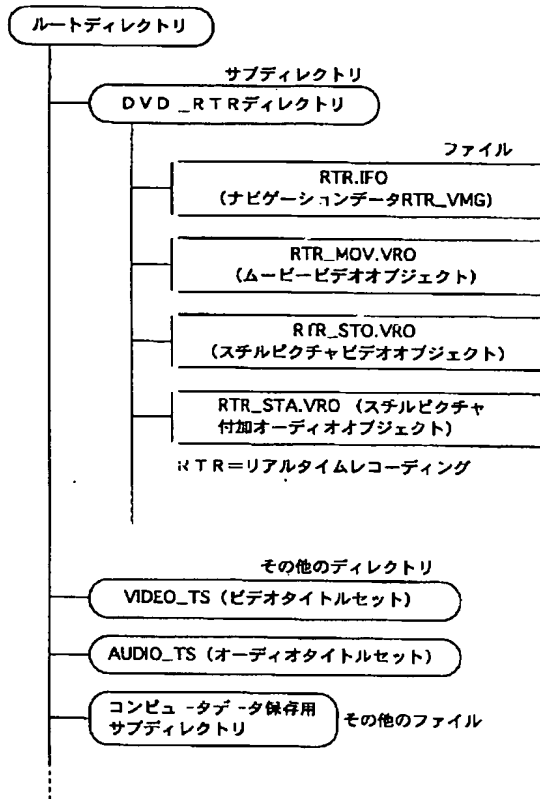 ルートディレクトリ
サブディレクトリ
DVD_RTRディレクトリ
ファイル
RTR.IFO
(ナビゲーションデータRTR_VMG)
RTR_MOV.VRO
(ムービービデオオブジェクト)
RTR_STO.VRO
(スチルピクチャビデオオブジェクト)
RTR_STA.VRO (スチルピクチャ
付加オーディオオブジェクト)
RTR=リアルタイムレコーディング
その他のディレクトリ
VIDEO_TS (ビデオタイトルセット)
AUDIO_TS (オーディオタイトルセット)
コンピュータデータ保存用
サブディレクトリ
その他のファイル